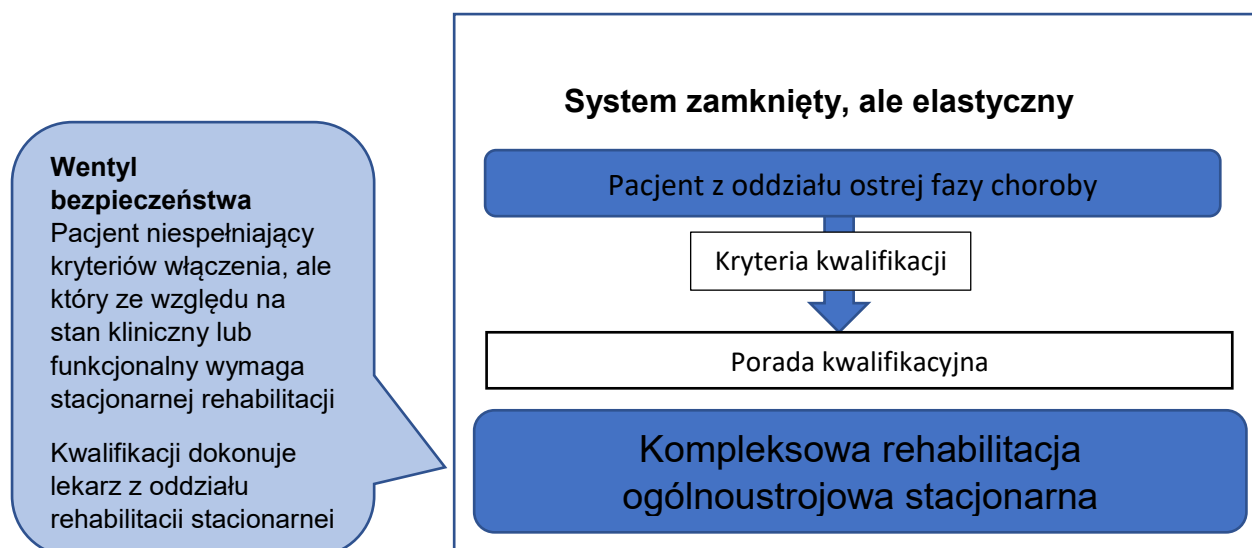 System zamknięty, ale elastyczny
Wentyl
bezpieczeństwa
Pacjent niespełniający
kryteriów włączenia, ale
który ze względu na
stan kliniczny lub
funkcjonalny wymaga
stacjonarnej rehabilitacji
Kwalifikacji dokonuje
lekarz z oddziału
rehabilitacji stacjonarnej
Pacjent z oddziału ostrej fazy choroby
Kryteria kwalifikacji
Porada kwalifikacyjna
Kompleksowa rehabilitacja
ogólnoustrojowa stacjonarna